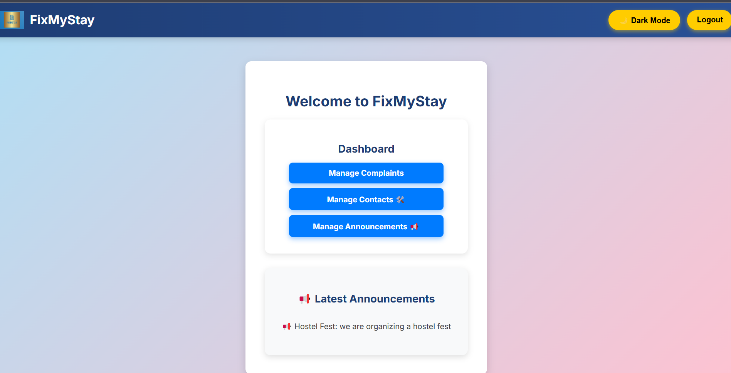 FixMyStay
Dark Mode
Logout
Welcome to FixMyStay
Dashboard
Manage Complaints
Manage Contacts 🛠️
Manage Announcements 📢
📢 Latest Announcements
📢 Hostel Fest: we are organizing a hostel fest